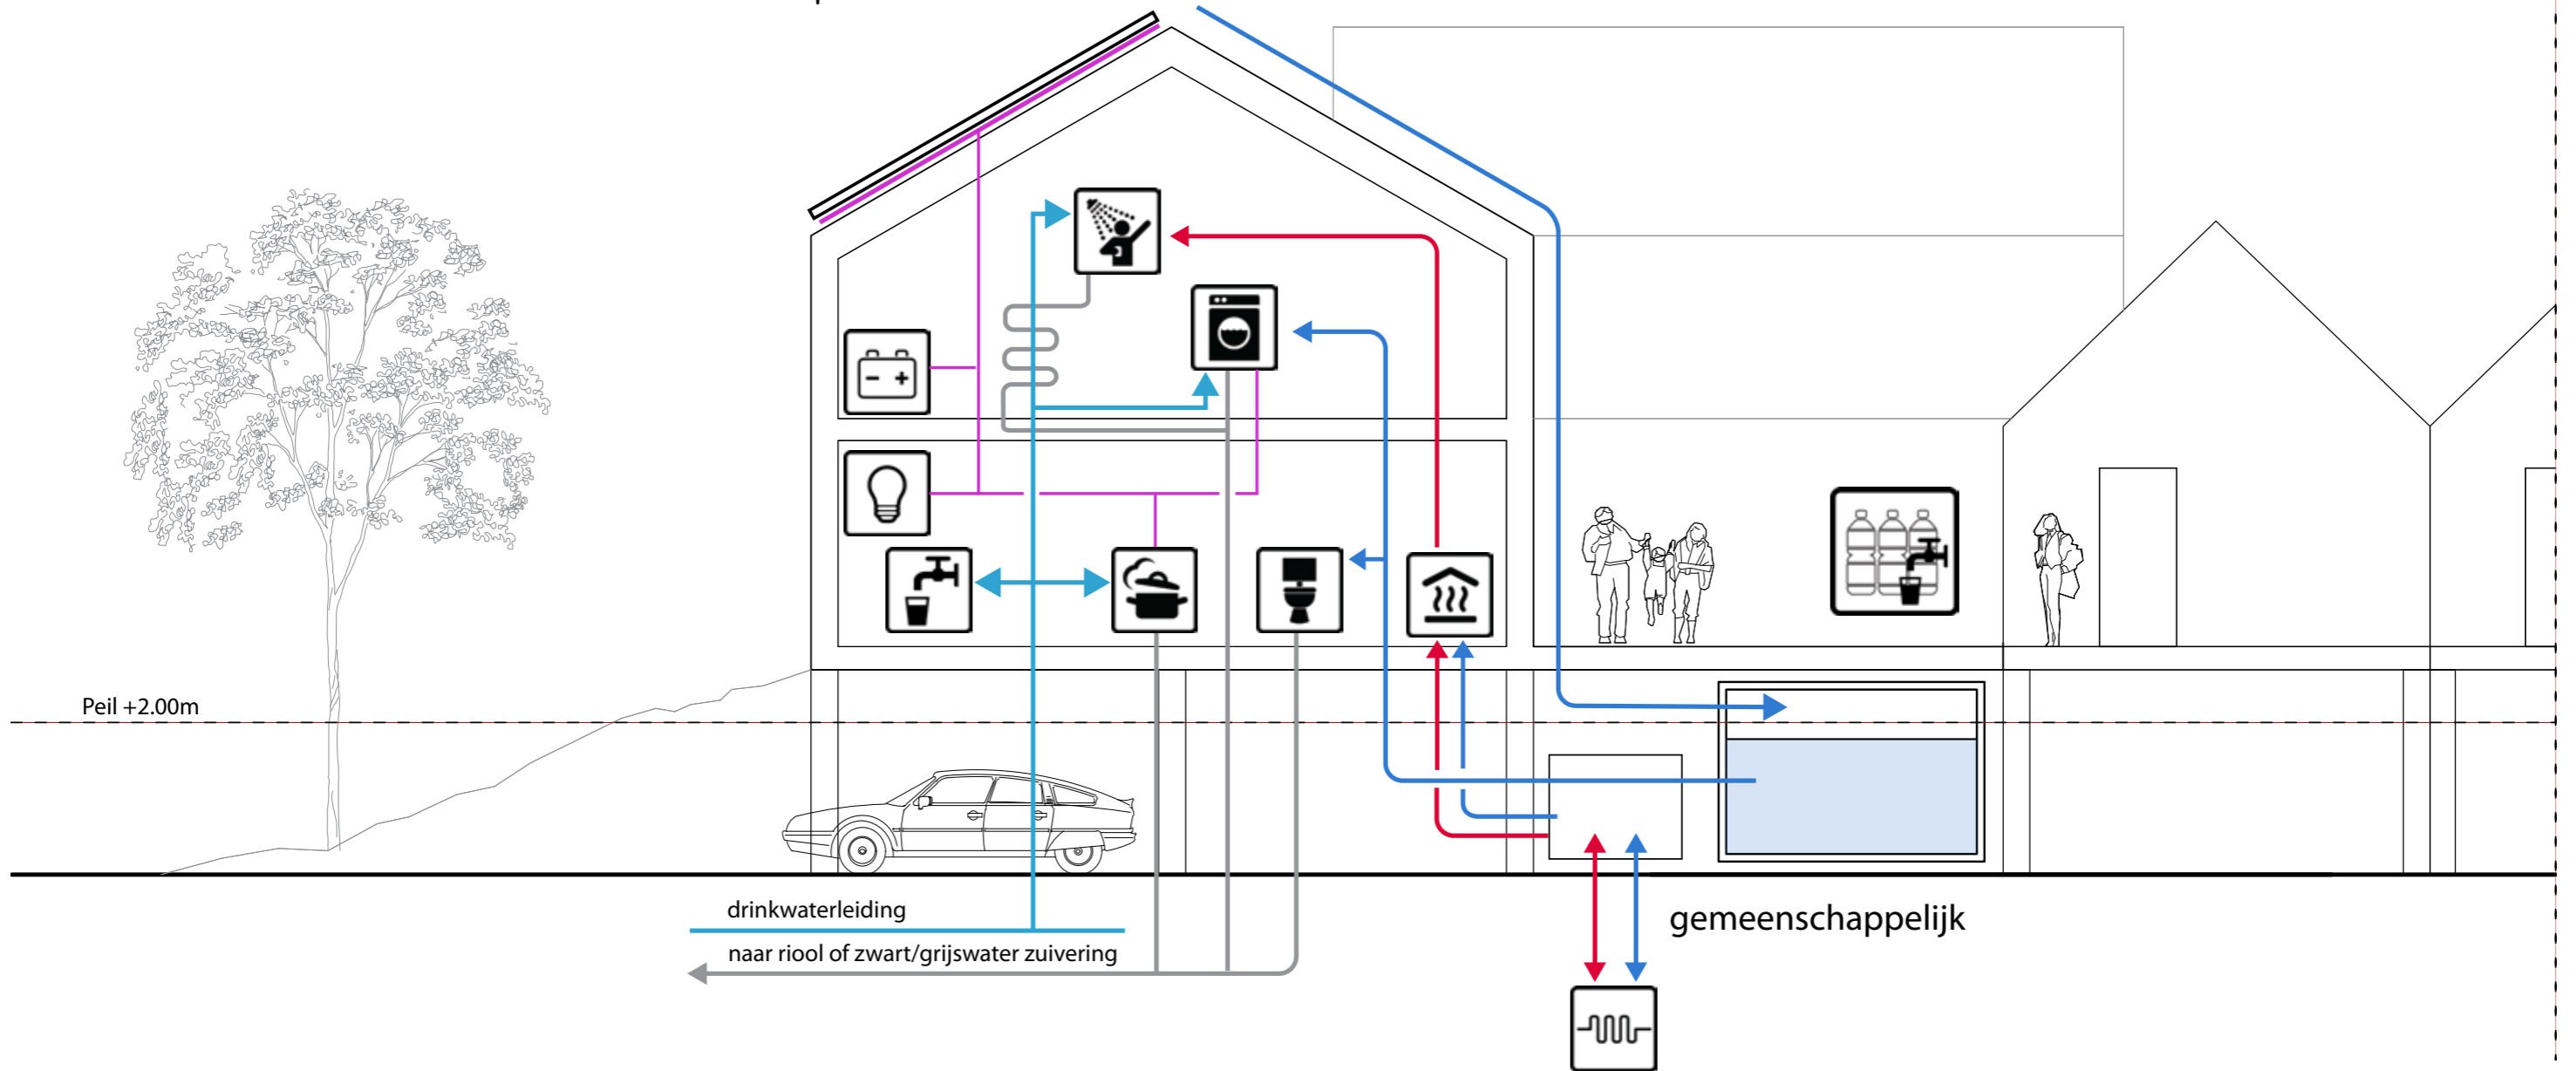 Peil +2.00m
drinkwaterleiding
naar riool of zwart/grijswater zuivering
gemeenschappelijk